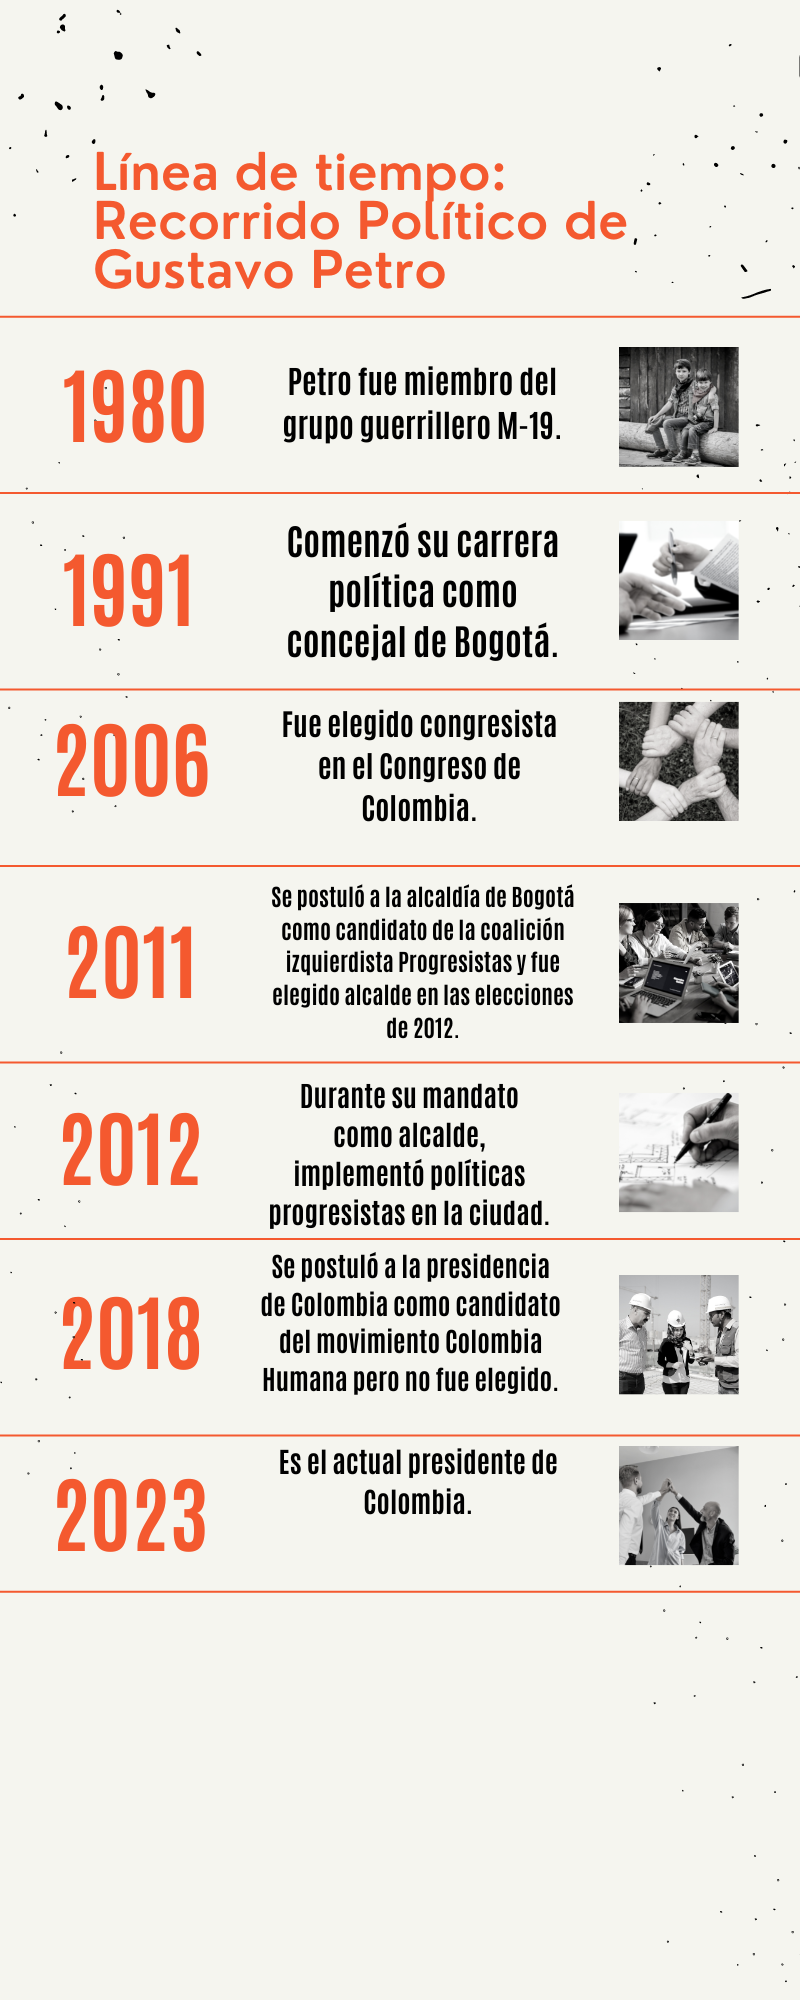 Línea de tiempo:
Recorrido Político de
Gustavo Petro
1980
Petro fue miembro del
grupo guerrillero M-19.
1991
Comenzó su carrera
política como
concejal de Bogotá.
2006
Fue elegido congresista
en el Congreso de
Colombia.
2011
Se postuló a la alcaldía de Bogotá
como candidato de la coalición
izquierdista Progresistas y fue
elegido alcalde en las elecciones
de 2012.
2012
Durante su mandato
como alcalde,
implementó políticas
progresistas en la ciudad.
2018
Se postuló a la presidencia
de Colombia como candidato
del movimiento Colombia
Humana pero no fue elegido.
2023
Es el actual presidente de
Colombia.